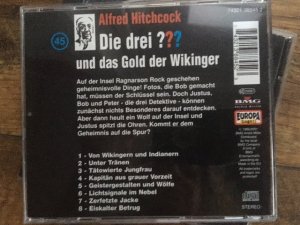 Alfred Hitchcock
45
Die drei ???
und das Gold der Wikinger
Auf der Insel Ragnarson Rock geschehen
geheimnisvolle Dinge! Fotos, die Bob gemacht
hat, müssen der Schlüssel sein. Doch Justus,
Bob und Peter - die drei Detektive - können
zunächst nichts Besonderes darauf entdecken.
Aber dann heult ein Wolf auf der Insel und
Justus spitzt die Ohren. Kommt er dem
Geheimnis auf die Spur?
1 - Von Wikingern und Indianern
2 - Unter Tränen
3 - Tätowierte Jungfrau
4 - Kapitän aus grauer Vorzeit
5 - Geistergestalten und Wölfe
6 - Lichtsignale im Nebel
7 - Zerfetzte Jacke
8 - Eiskalter Betrug
BMG
EUROPA
STEREO